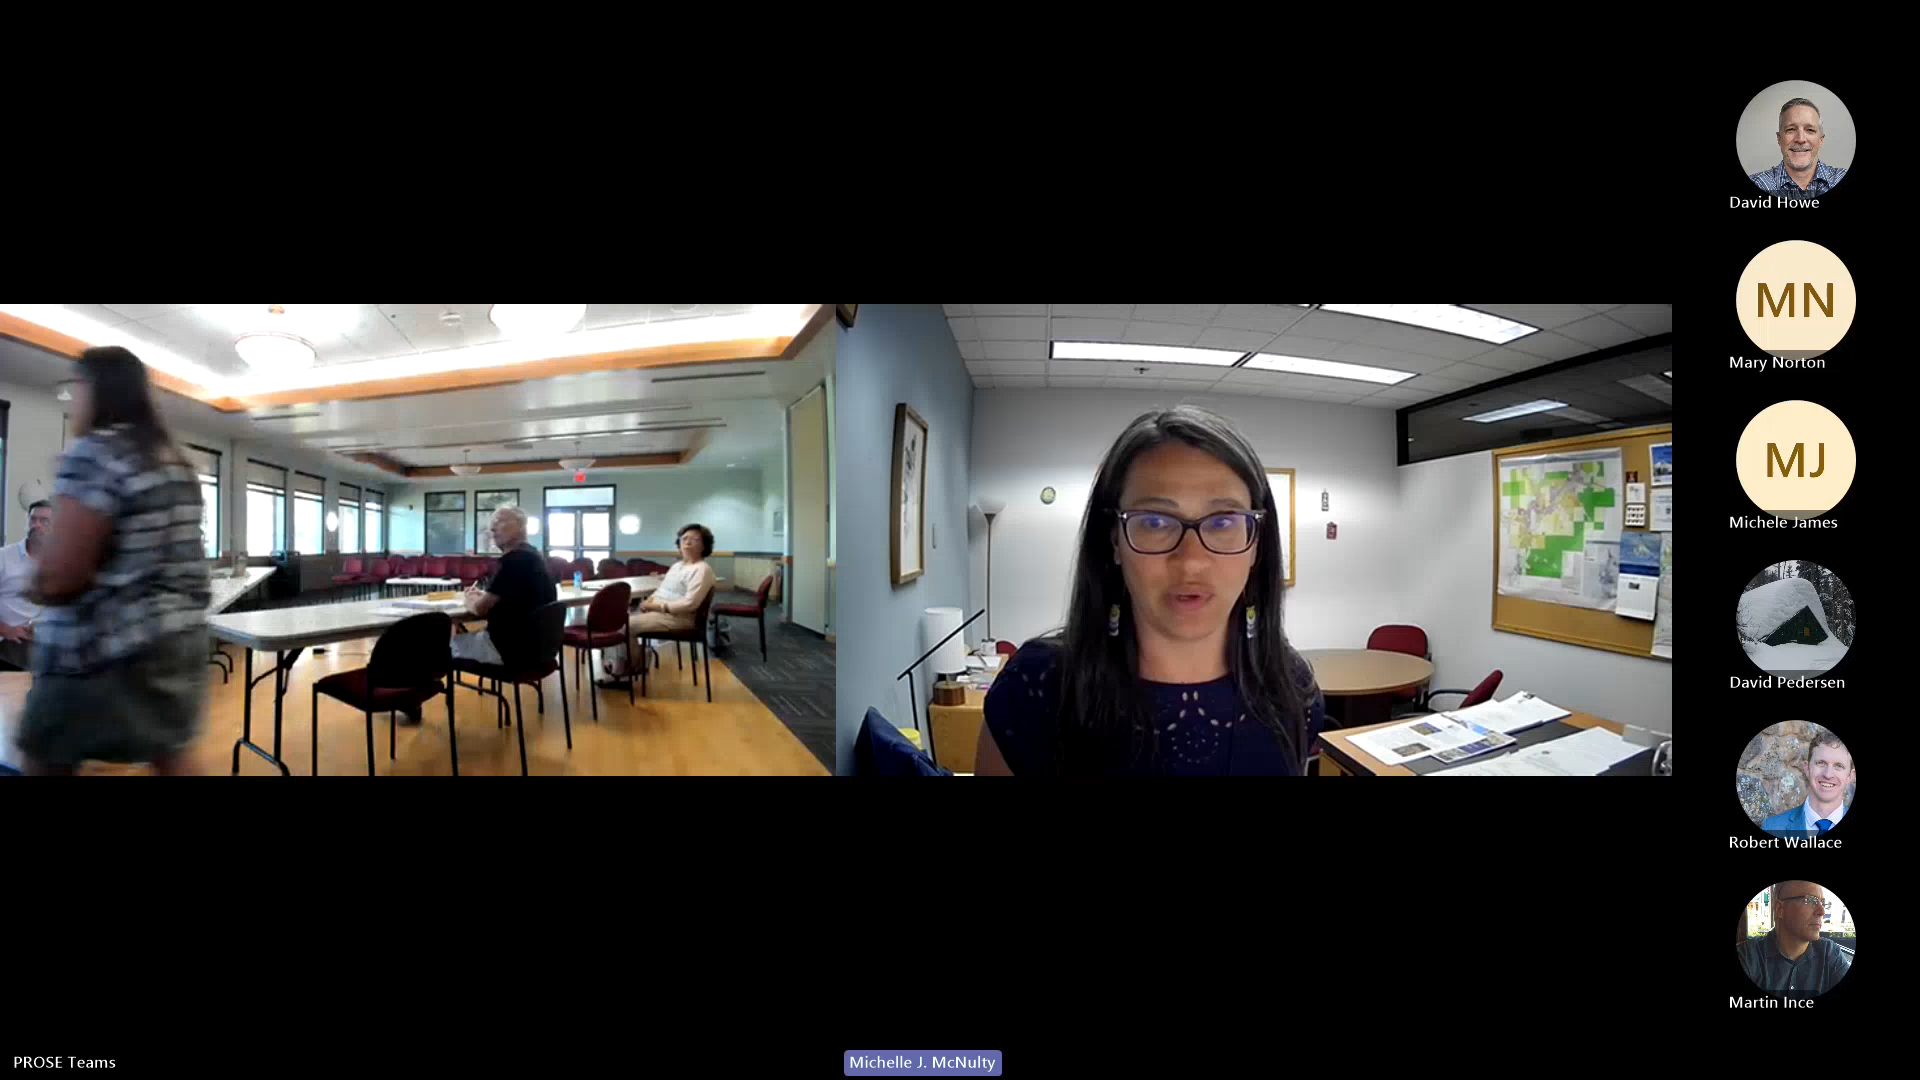 David Howe
MN
Mary Norton
MJ
Michele James
David Pedersen
Robert Wallace
Martin Ince
PROSE Teams
Michelle J. McNulty